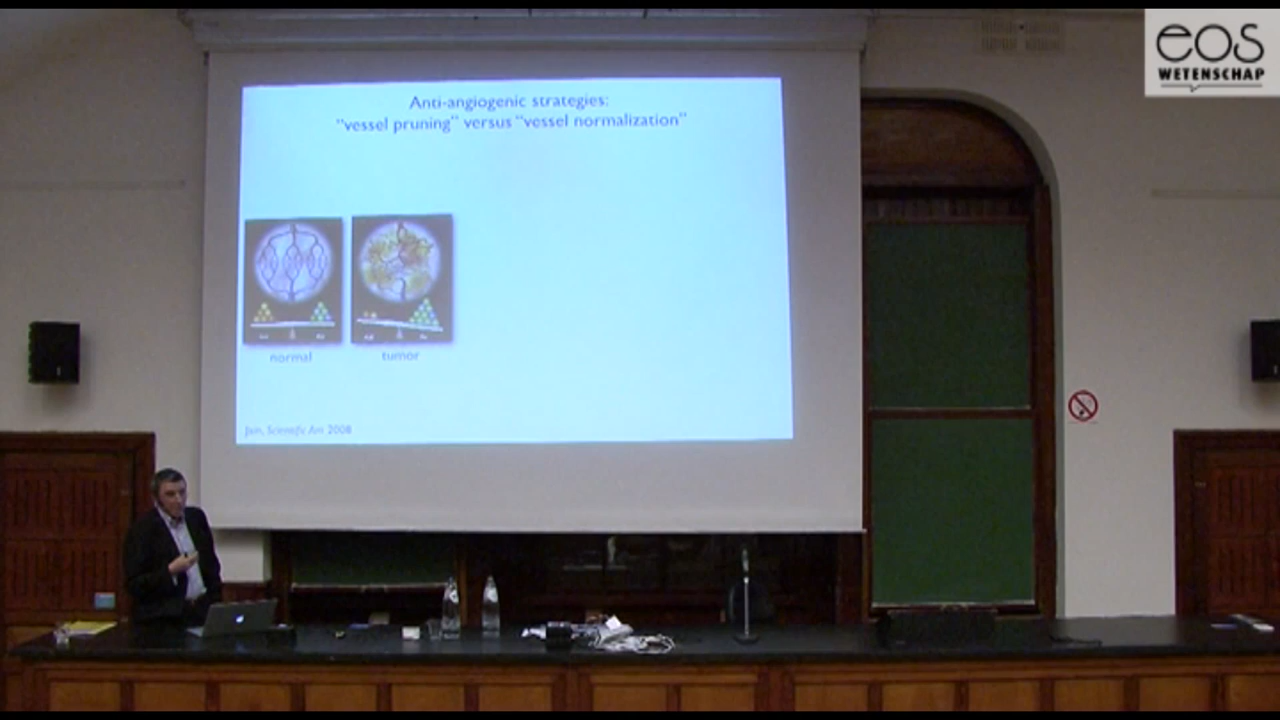 eos
WETENSCHAP
Anti-angiogenic strategies:
"vessel pruning" versus "vessel normalization"
normal
tumor
Jain, Scientific Am 2008